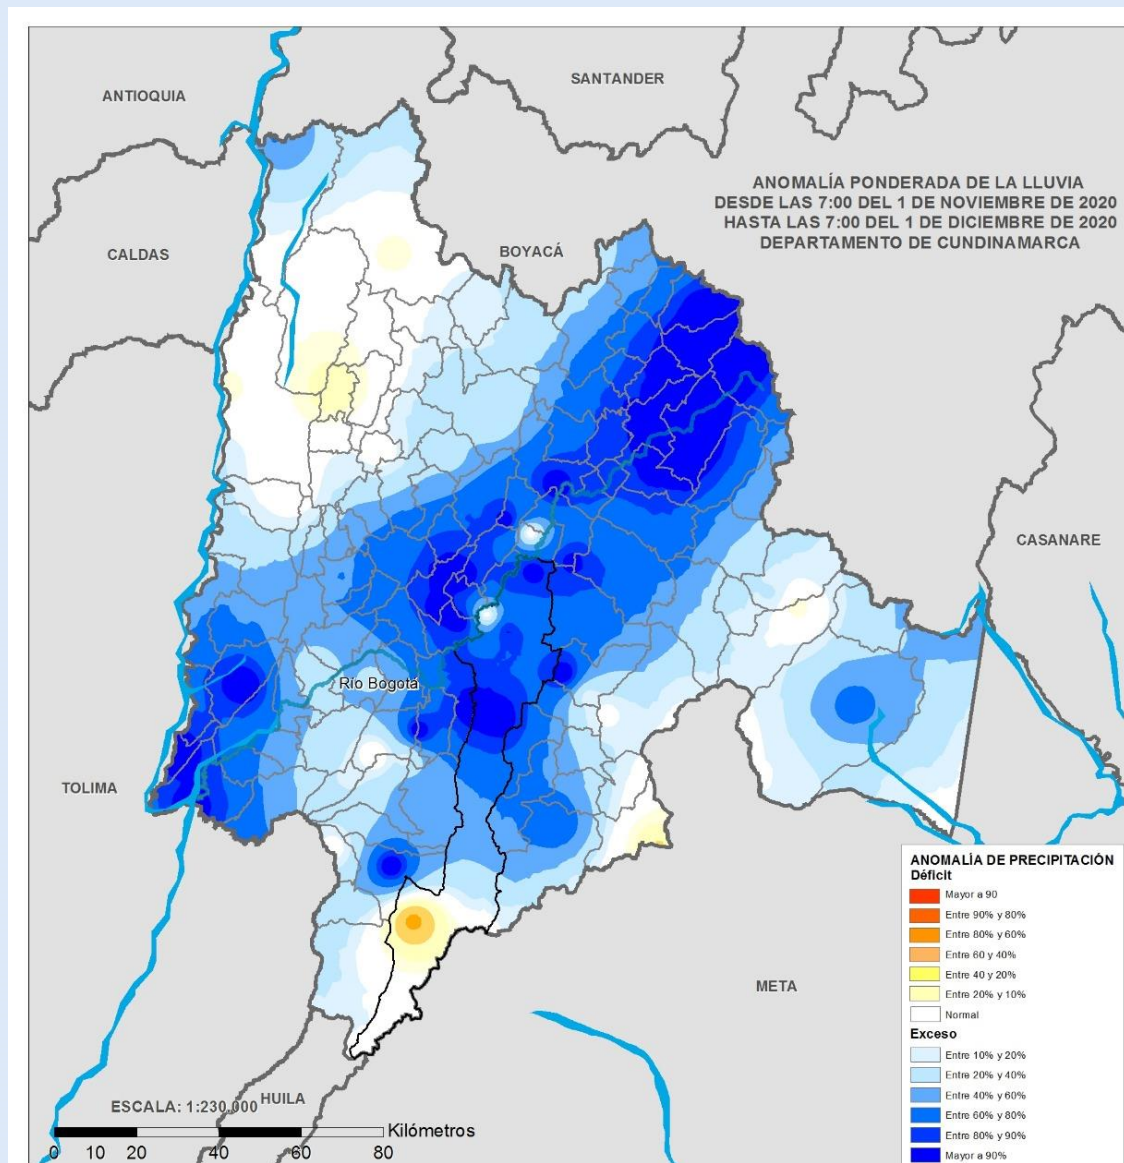 SANTANDER
ANTIOQUIA
ANOMALÍA PONDERADA DE LA LLUVIA
DESDE LAS 7:00 DEL 1 DE NOVIEMBRE DE 2020
HASTA LAS 7:00 DEL 1 DE DICIEMBRE DE 2020
DEPARTAMENTO DE CUNDINAMARCA
CALDAS
BOYACÁ
CASANARE
Río Bogotá
TOLIMA
META
HUILA
ESCALA: 1:230.000
Kilómetros
0 10 20 40 60 80
ANOMALÍA DE PRECIPITACIÓN
Déficit
Mayor a 90
Entre 90% y 80%
Entre 80% y 60%
Entre 60 y 40%
Entre 40 y 20%
Entre 20% y 10%
Normal
Exceso
Entre 10% y 20%
Entre 20% y 40%
Entre 40% y 60%
Entre 60% y 80%
Entre 80% y 90%
Mayor a 90%